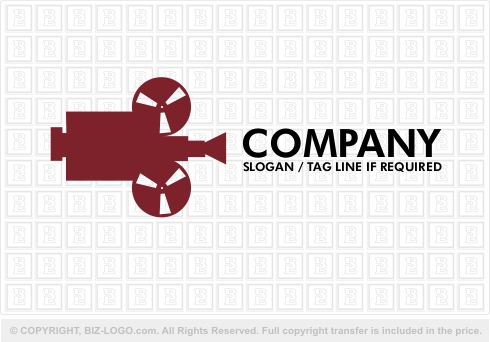 COMPANY
SLOGAN / TAG LINE IF REQUIRED
© COPYRIGHT, BIZ-LOGO.com. All Rights Reserved. Full copyright transfer is included in the price.